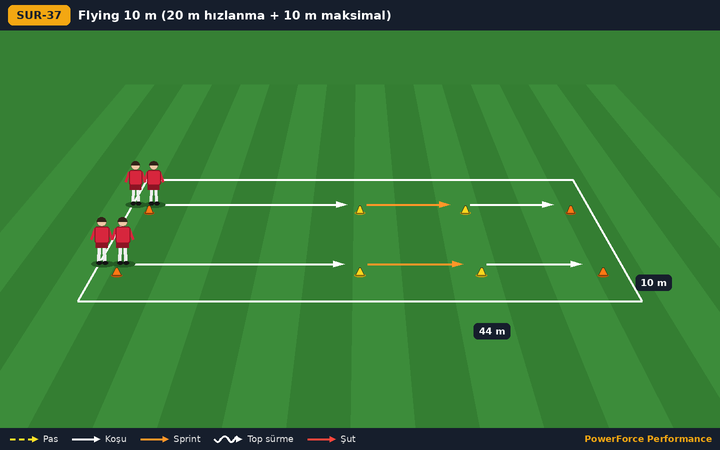 SUR-37 Flying 10 m (20 m hızlanma + 10 m maksimal)
10 m
44 m
Pas Koşu Sprint Top sürme Şut PowerForce Performance